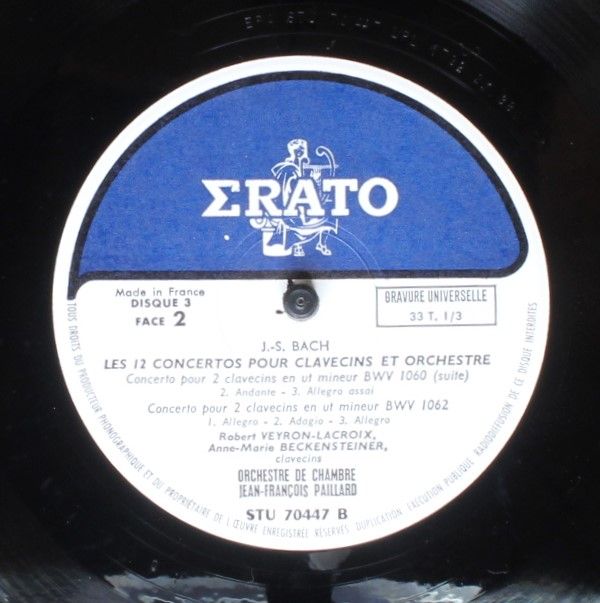 ΣRATO
Made in France
DISQUE 3
FACE 2
GRAVURE UNIVERSELLE
33 T. 1/3
J.-S. BACH
LES 12 CONCERTOS POUR CLAVECINS ET ORCHESTRE
Concerto pour 2 clavecins en ut mineur BWV 1060 (suite)
2. Andante - 3. Allegro assai
Concerto pour 2 clavecins en ut mineur BWV 1062
1. Allegro - 2. Adagio - 3. Allegro
Robert VEYRON-LACROIX,
Anne-Marie BECKENSTEINER,
clavecins
ORCHESTRE DE CHAMBRE
JEAN-FRANÇOIS PAILLARD
STU 70447 B
TOUS DROITS DU PRODUCTEUR PHONOGRAPHIQUE ET DU PROPRIÉTAIRE DE L'ŒUVRE ENREGISTRÉE RÉSERVÉS. DUPLICATION, EXÉCUTION PUBLIQUE, RADIODIFFUSION DE CE DISQUE INTERDITES